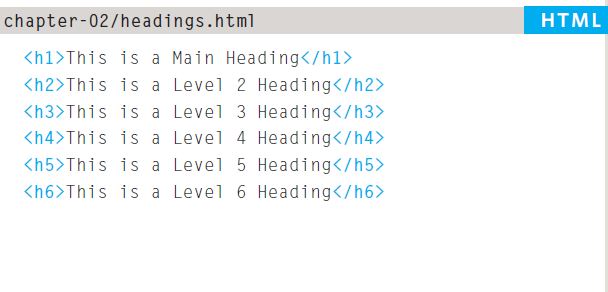 chapter-02/headings.html HTML
<h1>This is a Main Heading</h1>
<h2>This is a Level 2 Heading</h2>
<h3>This is a Level 3 Heading</h3>
<h4>This is a Level 4 Heading</h4>
<h5>This is a Level 5 Heading</h5>
<h6>This is a Level 6 Heading</h6>